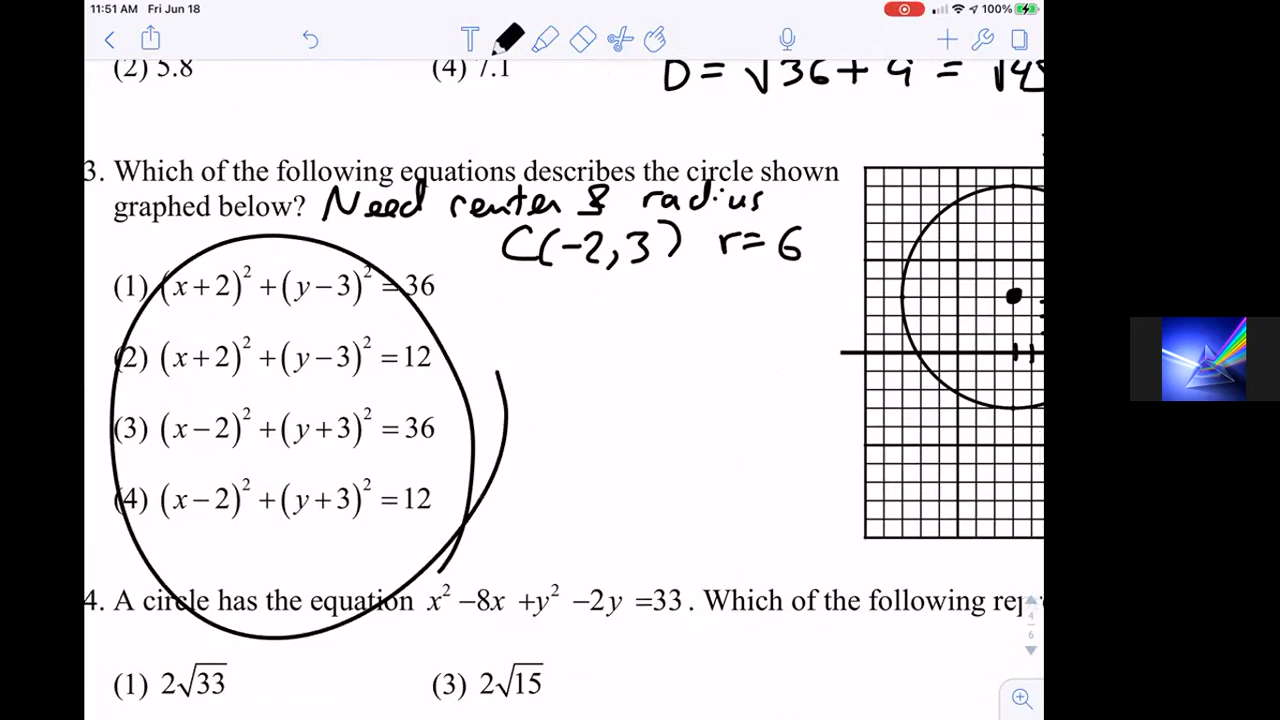 11:51 AM Fri Jun 18
100%
T
(2) 5.8 (4) 7.1
D = √36 + 9 =
3. Which of the following equations describes the circle shown
graphed below? Need center & radius
C(-2,3) r=6
(1) (x+2)² +(y−3)² =36
(2) (x+2)² +(y−3)² =12
(3) (x−2)² +(y+3)² =36
(4) (x−2)² +(y+3)² =12
4. A circle has the equation x² −8x +y² −2y =33 . Which of the following
4
6
(1) 2√33 (3) 2√15